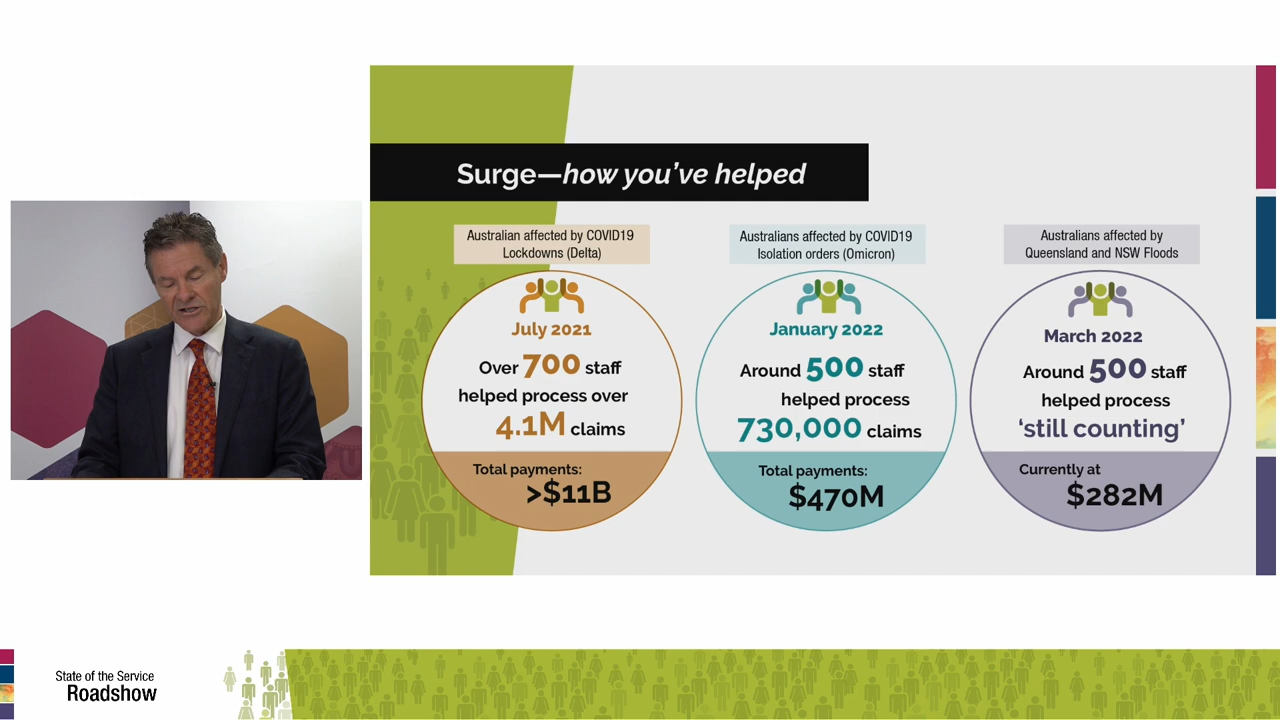 Surge—how you've helped
Australian affected by COVID19
Lockdowns (Delta)
July 2021
Over 700 staff
helped process over
4.1M claims
Total payments:
>$11B
Australians affected by COVID19
Isolation orders (Omicron)
January 2022
Around 500 staff
helped process
730,000 claims
Total payments:
$470M
Australians affected by
Queensland and NSW Floods
March 2022
Around 500 staff
helped process
‘still counting’
Currently at
$282M
State of the Service
Roadshow